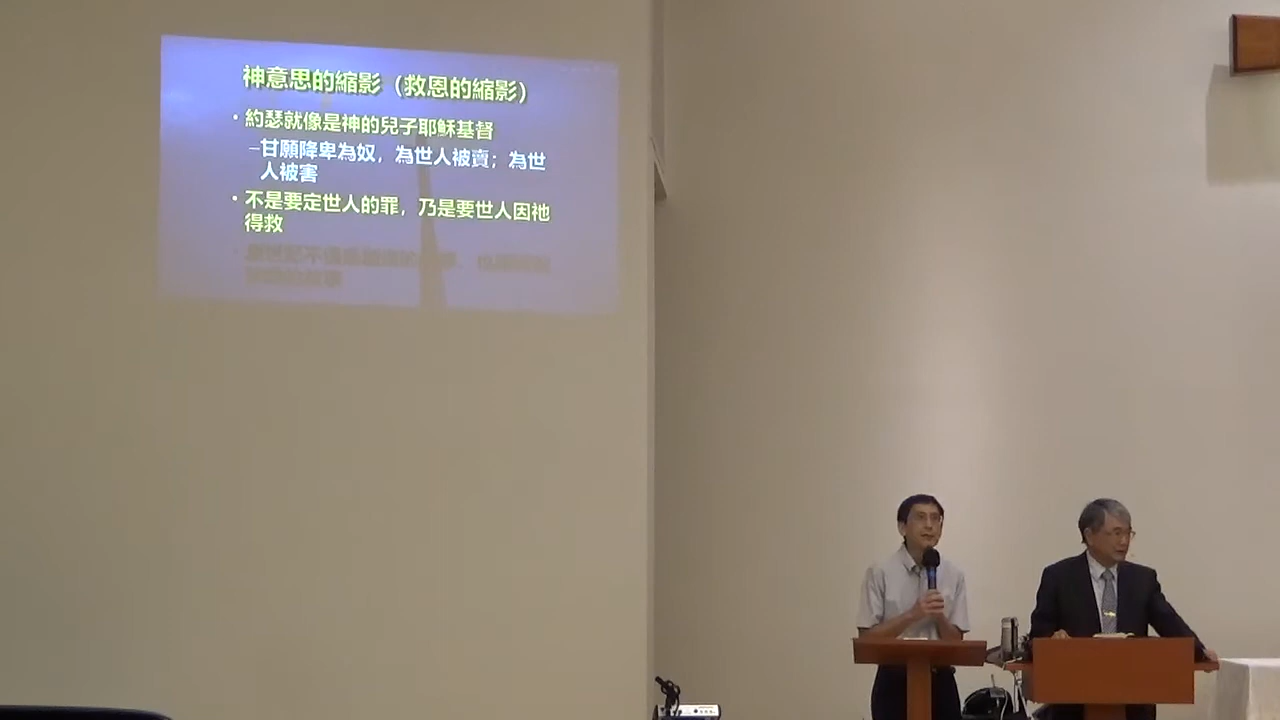 神意思的縮影（救恩的縮影）
• 約瑟就像是神的兒子耶穌基督
–甘願降卑為奴，為世人被賣；為世
人被害
• 不是要定世人的罪，乃是要世人因祂
得救